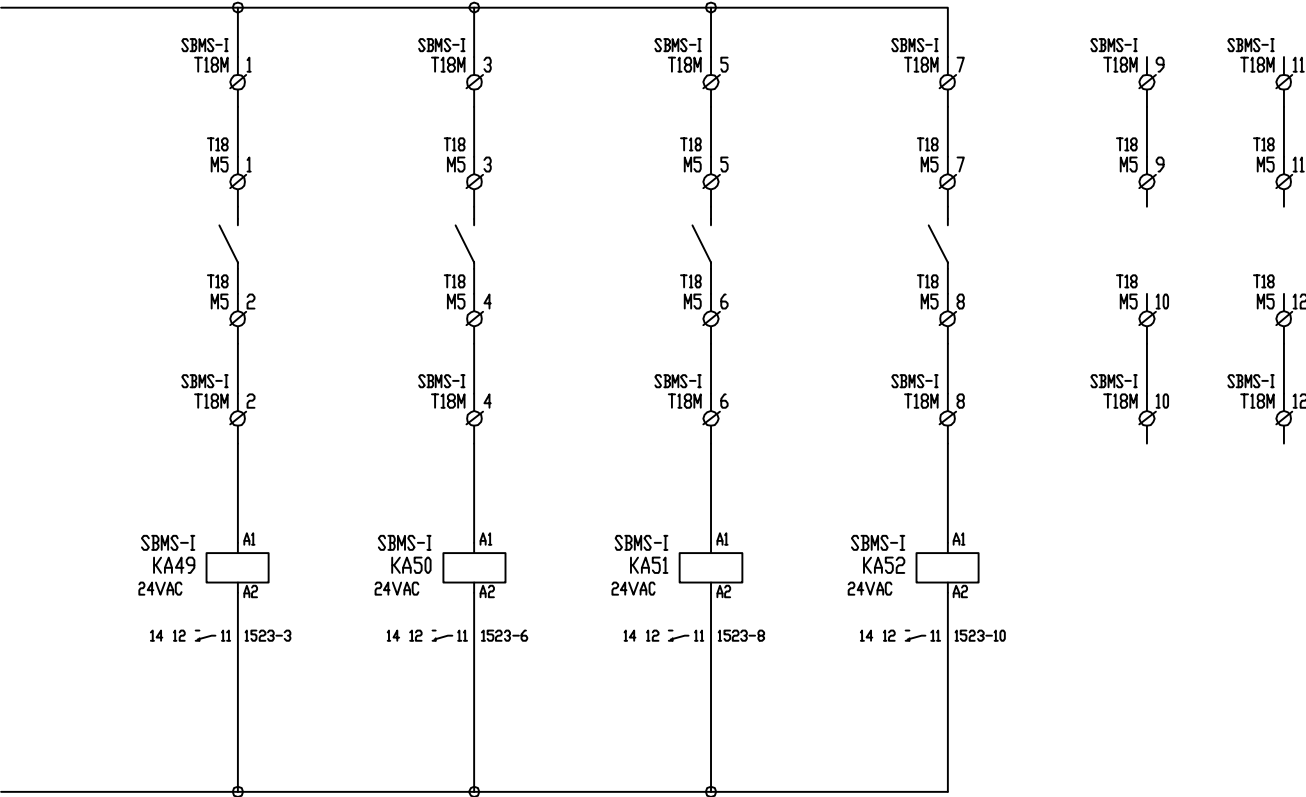 SBMS-I SBMS-I SBMS-I SBMS-I SBMS-I SBMS-I
T18M 1 T18M 3 T18M 5 T18M 7 T18M 9 T18M 11
T18 T18 T18 T18 T18 T18
M5 1 M5 3 M5 5 M5 7 M5 9 M5 11
T18 T18 T18 T18 T18 T18
M5 2 M5 4 M5 6 M5 8 M5 10 M5 12
SBMS-I SBMS-I SBMS-I SBMS-I SBMS-I SBMS-I
T18M 2 T18M 4 T18M 6 T18M 8 T18M 10 T18M 12
SBMS-I A1 SBMS-I A1 SBMS-I A1 SBMS-I A1
KA49 KA50 KA51 KA52
24VAC A2 24VAC A2 24VAC A2 24VAC A2
14 12 11 1523-3 14 12 11 1523-6 14 12 11 1523-8 14 12 11 1523-10